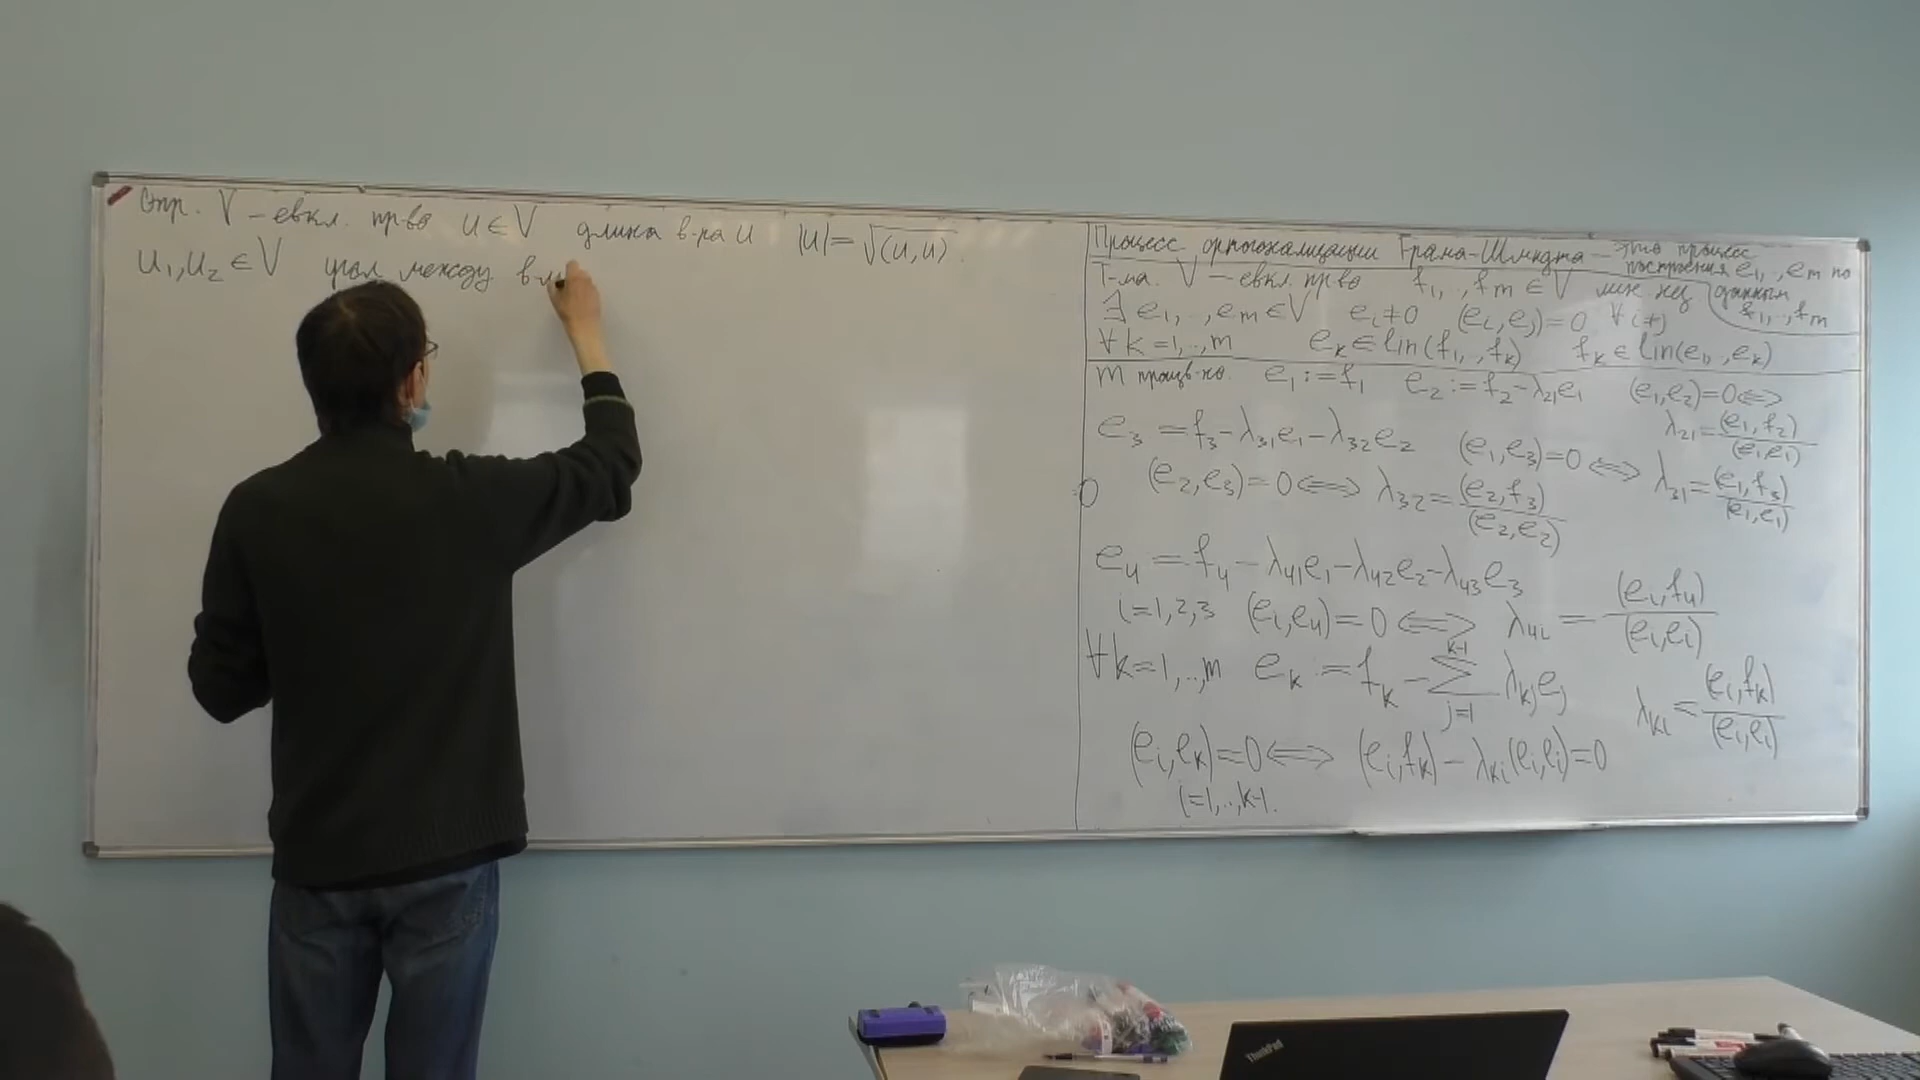 Опр. V – евкл. пр-во u∈V длина в-ра u |u|=√(u,u).
u₁,u₂ ∈ V угол между в-м
Процесс ортогонализации Грама-Шмидта – это процесс
построения e₁,..,eₘ по
данным
f₁,..,fₘ
Т-ма. V – евкл. пр-во f₁,..,fₘ ∈ V лин. нез
∃ e₁,..,eₘ∈V eᵢ≠0 (eᵢ,eⱼ)=0 ∀i≠j
∀k=1,..,m eₖ∈lin(f₁,..,fₖ) fₖ∈lin(e₁,..,eₖ)
m произв-но. e₁:=f₁ e₂:=f₂-λ₂₁e₁ (e₁,e₂)=0⇔
λ₂₁=(e₁,f₂)/(e₁,e₁)
e₃=f₃-λ₃₁e₁-λ₃₂e₂ (e₁,e₃)=0⇔ λ₃₁=(e₁,f₃)/(e₁,e₁)
(e₂,e₃)=0⇔ λ₃₂=(e₂,f₃)/(e₂,e₂)
e₄=f₄-λ₄₁e₁-λ₄₂e₂-λ₄₃e₃
i=1,2,3 (eᵢ,e₄)=0⇔ λ₄ᵢ=(eᵢ,f₄)/(eᵢ,eᵢ)
∀k=1,..,m eₖ=fₖ-∑_{j=1}^{k-1} λₖⱼeⱼ λₖᵢ=(eᵢ,fₖ)/(eᵢ,eᵢ)
(eᵢ,eₖ)=0⇔ (eᵢ,fₖ)-λₖᵢ(eᵢ,eᵢ)=0
i=1,..,k-1.
ThinkPad